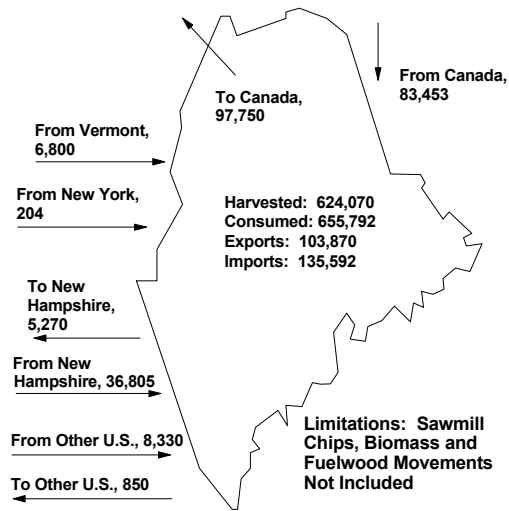 To Canada,
97,750
From Canada,
83,453
From Vermont,
6,800
From New York,
204
Harvested: 624,070
Consumed: 655,792
Exports: 103,870
Imports: 135,592
To New
Hampshire,
5,270
From New
Hampshire, 36,805
From Other U.S., 8,330
To Other U.S., 850
Limitations: Sawmill
Chips, Biomass and
Fuelwood Movements
Not Included